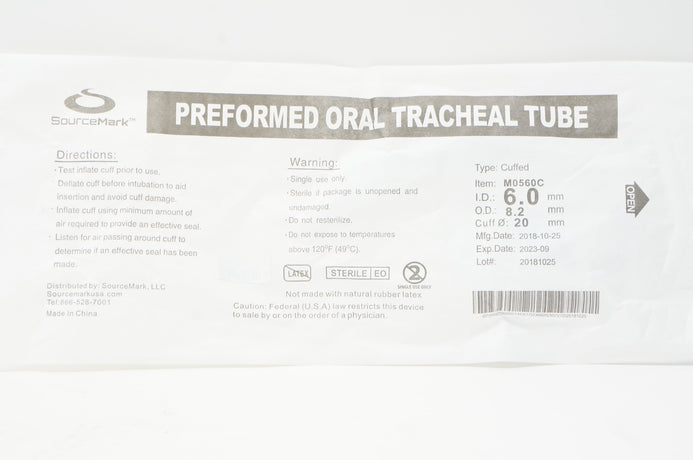 SourceMark™
PREFORMED ORAL TRACHEAL TUBE
Directions:
·Test inflate cuff prior to use.
Deflate cuff before intubation to aid
insertion and avoid cuff damage.
·Inflate cuff using minimum amount of
air required to provide an effective seal.
·Listen for air passing around cuff to
determine if an effective seal has been
made.
Distributed by: SourceMark, LLC
Sourcemarkusa.com
Tel:866-528-7001
Made In China
Warning:
·Single use only.
·Sterile if package is unopened and
undamaged.
·Do not resterilize.
·Do not expose to temperatures
above 120°F (49°C).
LATEX
STERILE EO
2
SINGLE USE ONLY
Not made with natural rubber latex
Caution: Federal (U.S.A) law restricts this device
to sale by or on the order of a physician.
Type: Cuffed
Item: M0560C
I.D.: 6.0 mm
O.D.: 8.2 mm
Cuff Ø: 20 mm
Mfg.Date: 2018-10-25
Exp.Date: 2023-09
Lot#: 20181025
OPEN